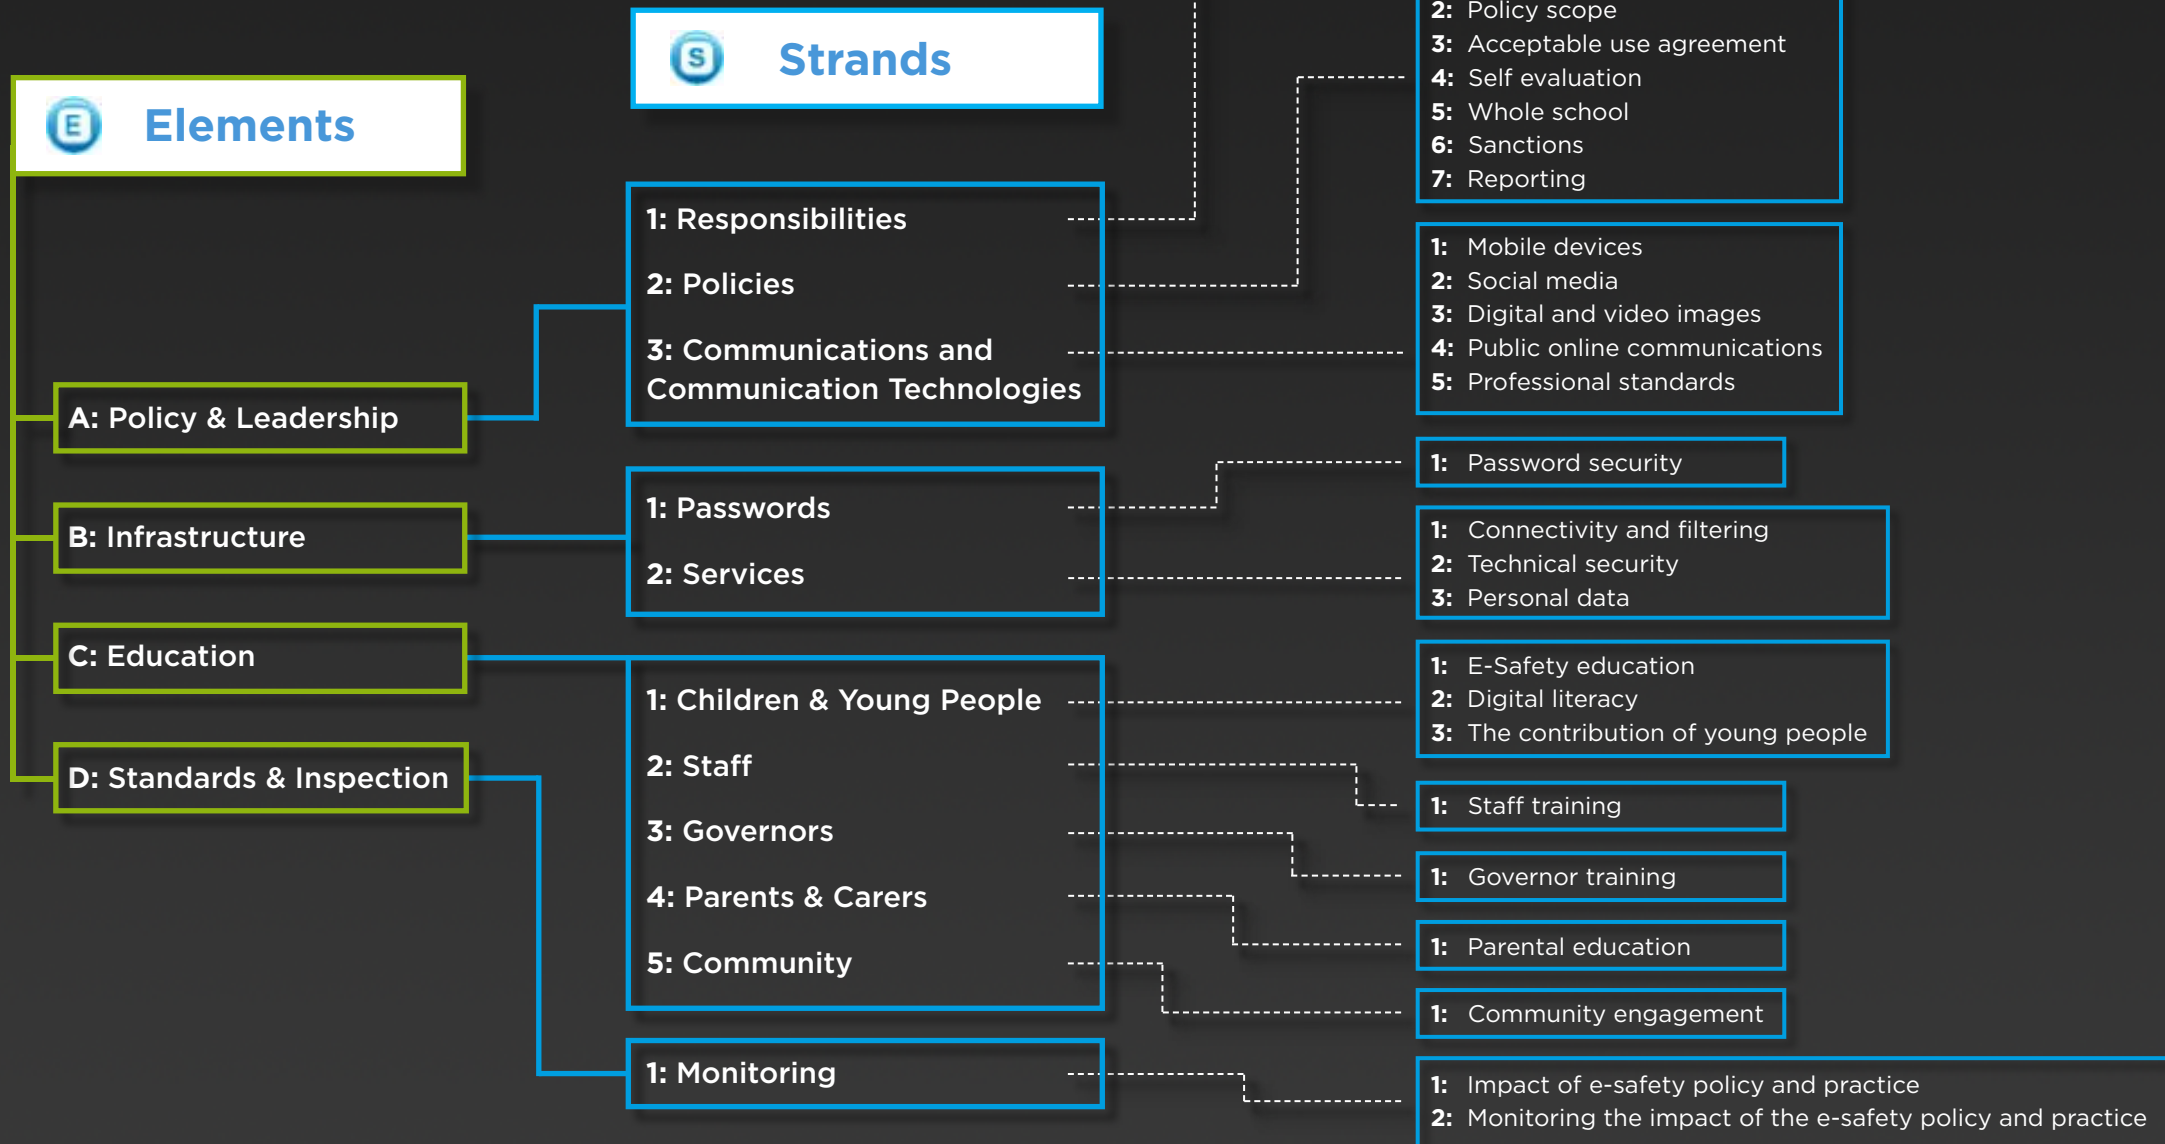 E Elements
A: Policy & Leadership
B: Infrastructure
C: Education
D: Standards & Inspection
S Strands
1: Responsibilities
2: Policies
3: Communications and
Communication Technologies
1: Passwords
2: Services
1: Children & Young People
2: Staff
3: Governors
4: Parents & Carers
5: Community
1: Monitoring
2: Policy scope
3: Acceptable use agreement
4: Self evaluation
5: Whole school
6: Sanctions
7: Reporting
1: Mobile devices
2: Social media
3: Digital and video images
4: Public online communications
5: Professional standards
1: Password security
1: Connectivity and filtering
2: Technical security
3: Personal data
1: E-Safety education
2: Digital literacy
3: The contribution of young people
1: Staff training
1: Governor training
1: Parental education
1: Community engagement
1: Impact of e-safety policy and practice
2: Monitoring the impact of the e-safety policy and practice